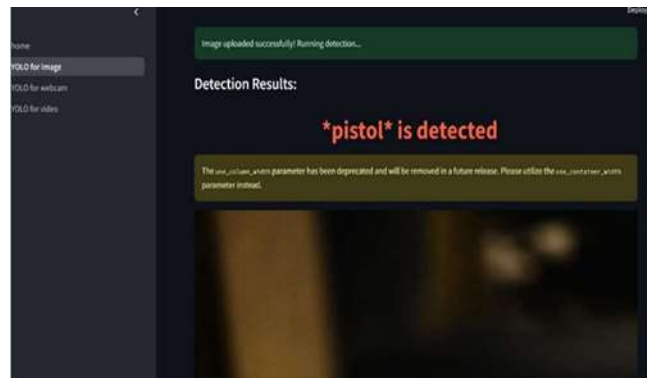 Deploy
home
YOLO for image
YOLO for webcam
YOLO for video
Image uploaded successfully! Running detection...
Detection Results:
*pistol* is detected
The use_column_width parameter has been deprecated and will be removed in a future release. Please utilize the use_container_width
parameter instead.